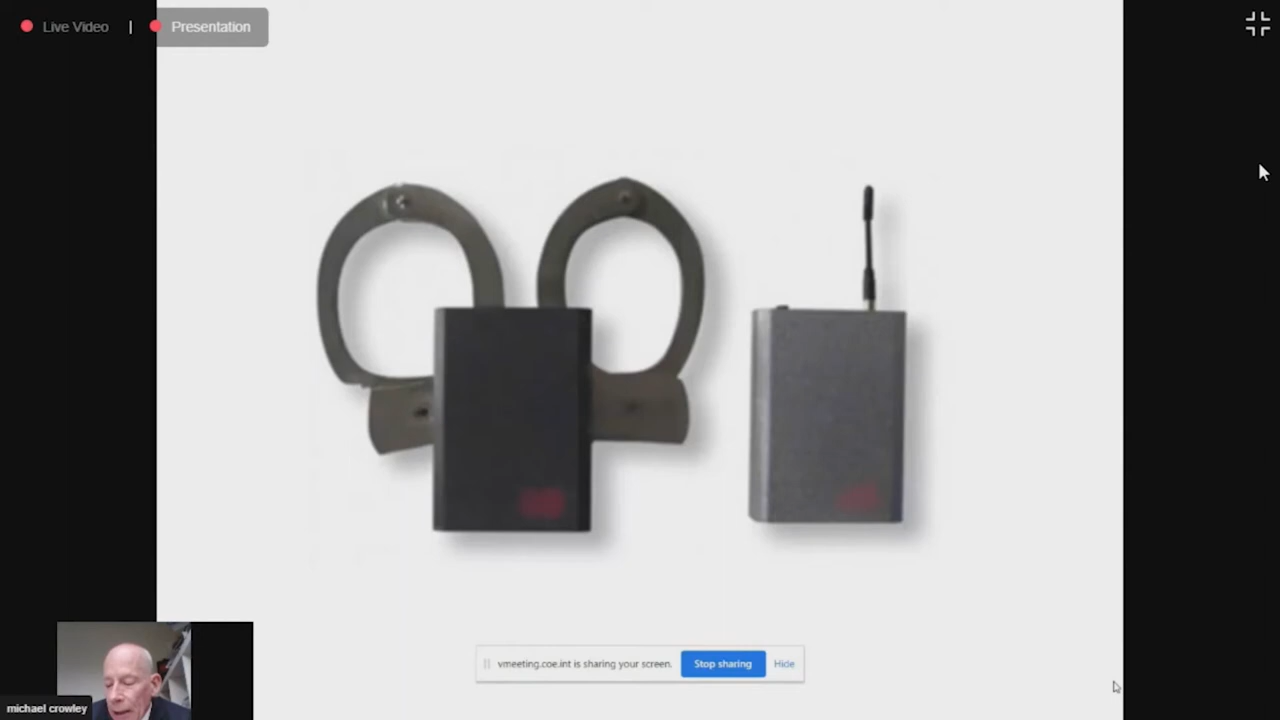 Live Video | Presentation
vmeeting.coe.int is sharing your screen. Stop sharing Hide
michael crowley